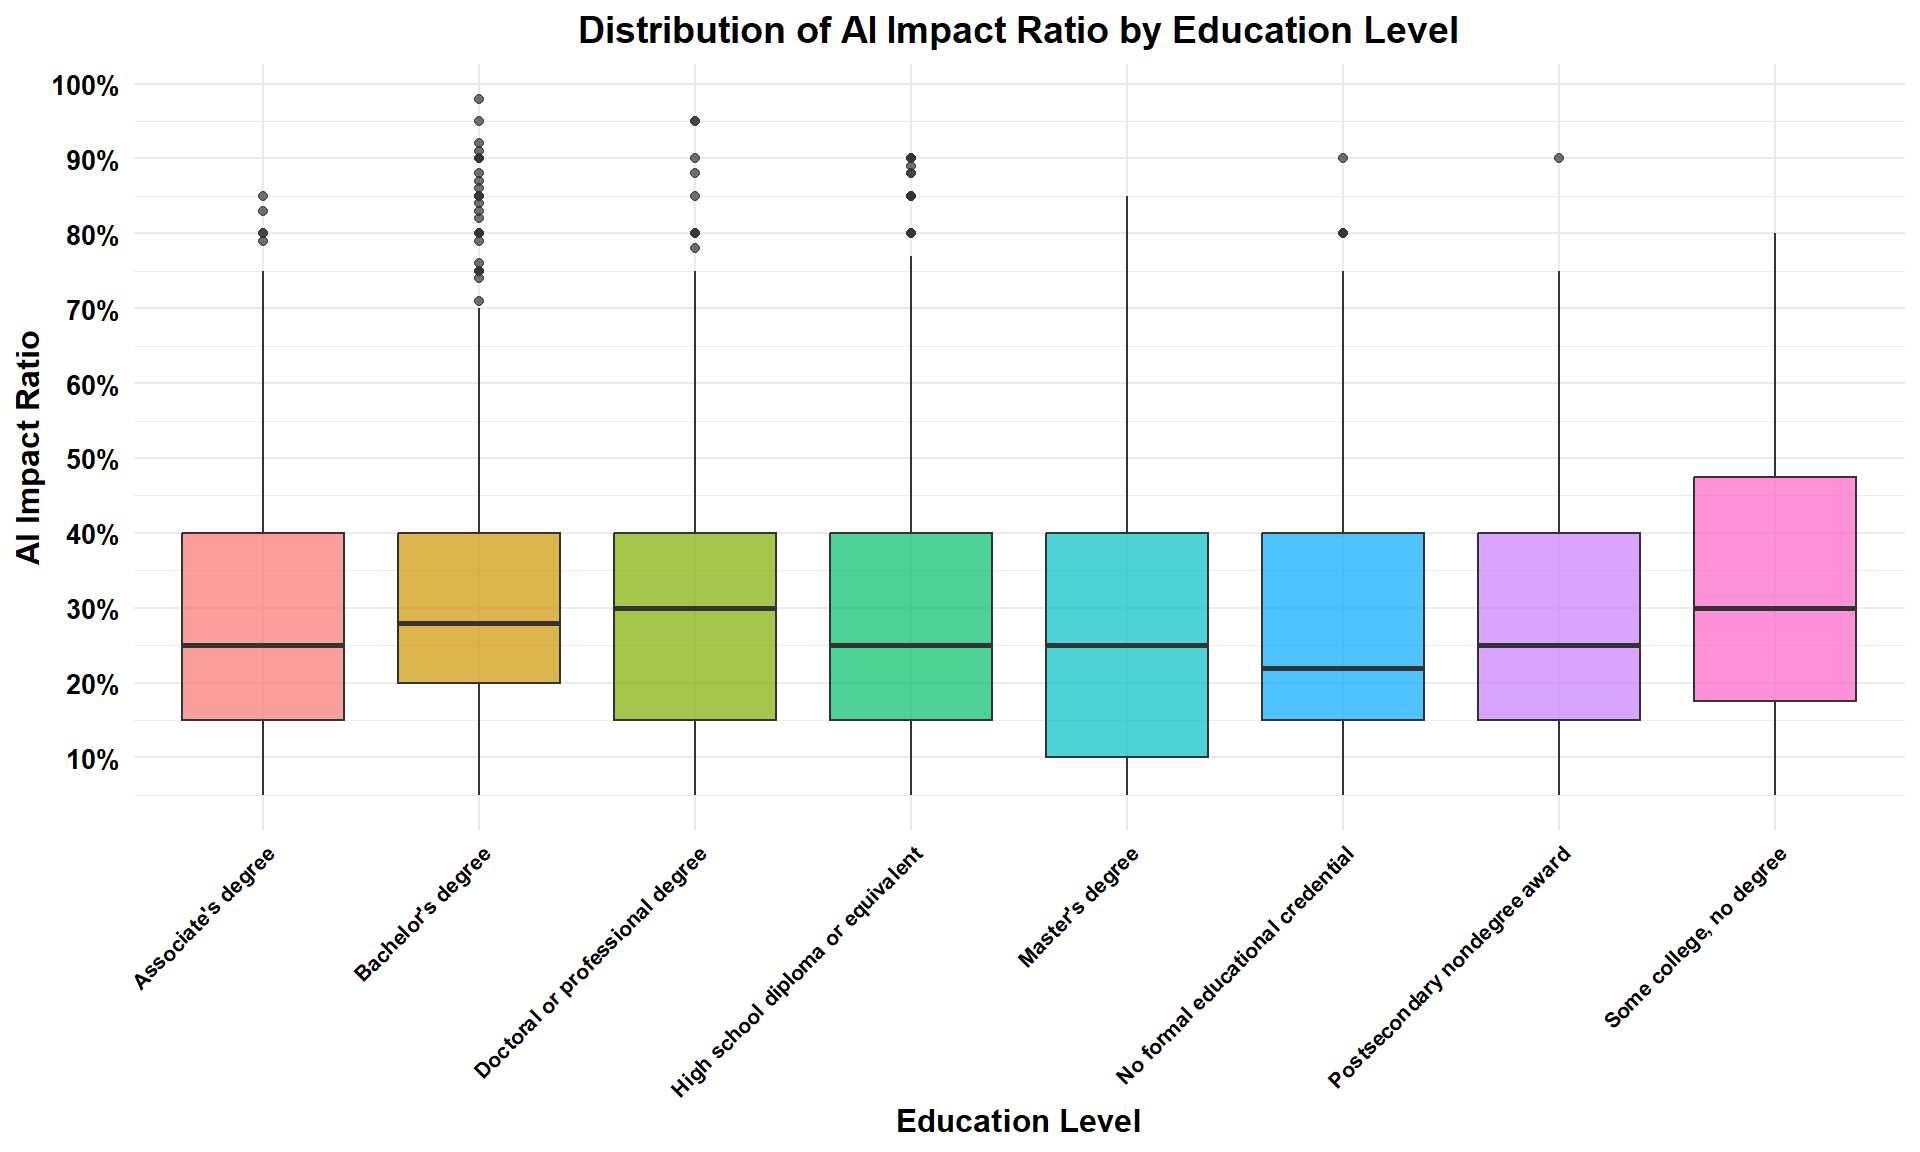 Distribution of AI Impact Ratio by Education Level
100%
90%
80%
70%
60%
50%
40%
30%
20%
10%
AI Impact Ratio
Associate's degree
Bachelor's degree
Doctoral or professional degree
High school diploma or equivalent
Master's degree
No formal educational credential
Postsecondary nondegree award
Some college, no degree
Education Level